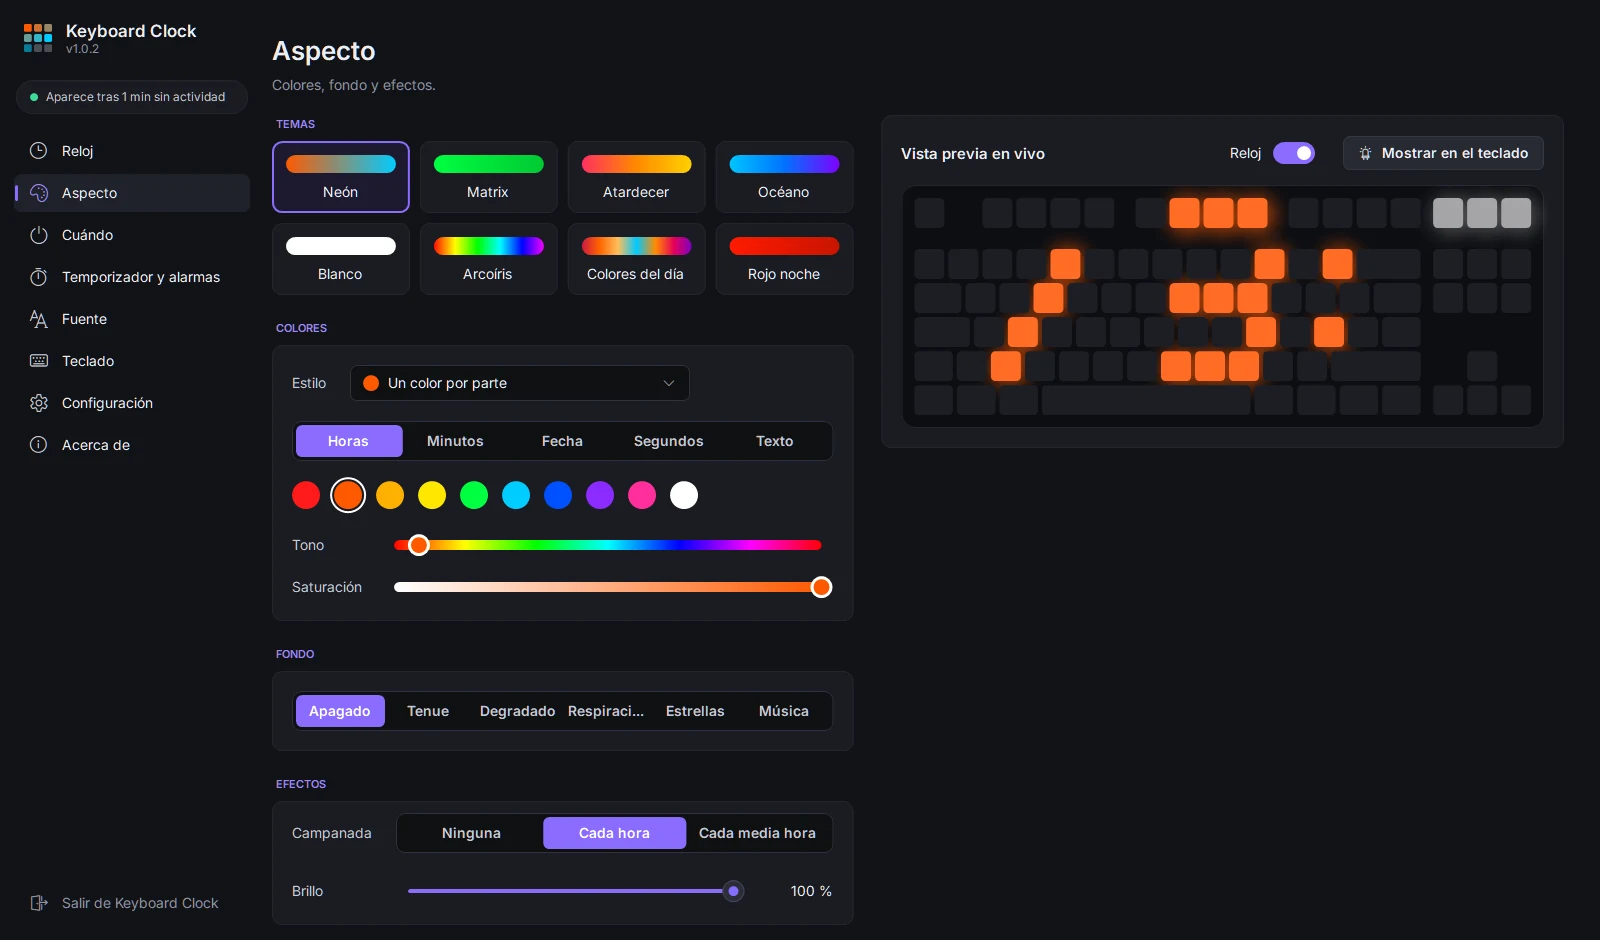 Keyboard Clock
v1.0.2
Aparece tras 1 min sin actividad
Reloj
Aspecto
Cuándo
Temporizador y alarmas
Fuente
Teclado
Configuración
Acerca de
Salir de Keyboard Clock
Aspecto
Colores, fondo y efectos.
TEMAS
Neón
Matrix
Atardecer
Océano
Blanco
Arcoíris
Colores del día
Rojo noche
COLORES
Estilo
Un color por parte
Horas
Minutos
Fecha
Segundos
Texto
Tono
Saturación
FONDO
Apagado
Tenue
Degradado
Respiraci...
Estrellas
Música
EFECTOS
Campanada
Ninguna
Cada hora
Cada media hora
Brillo
100 %
Vista previa en vivo
Reloj
Mostrar en el teclado